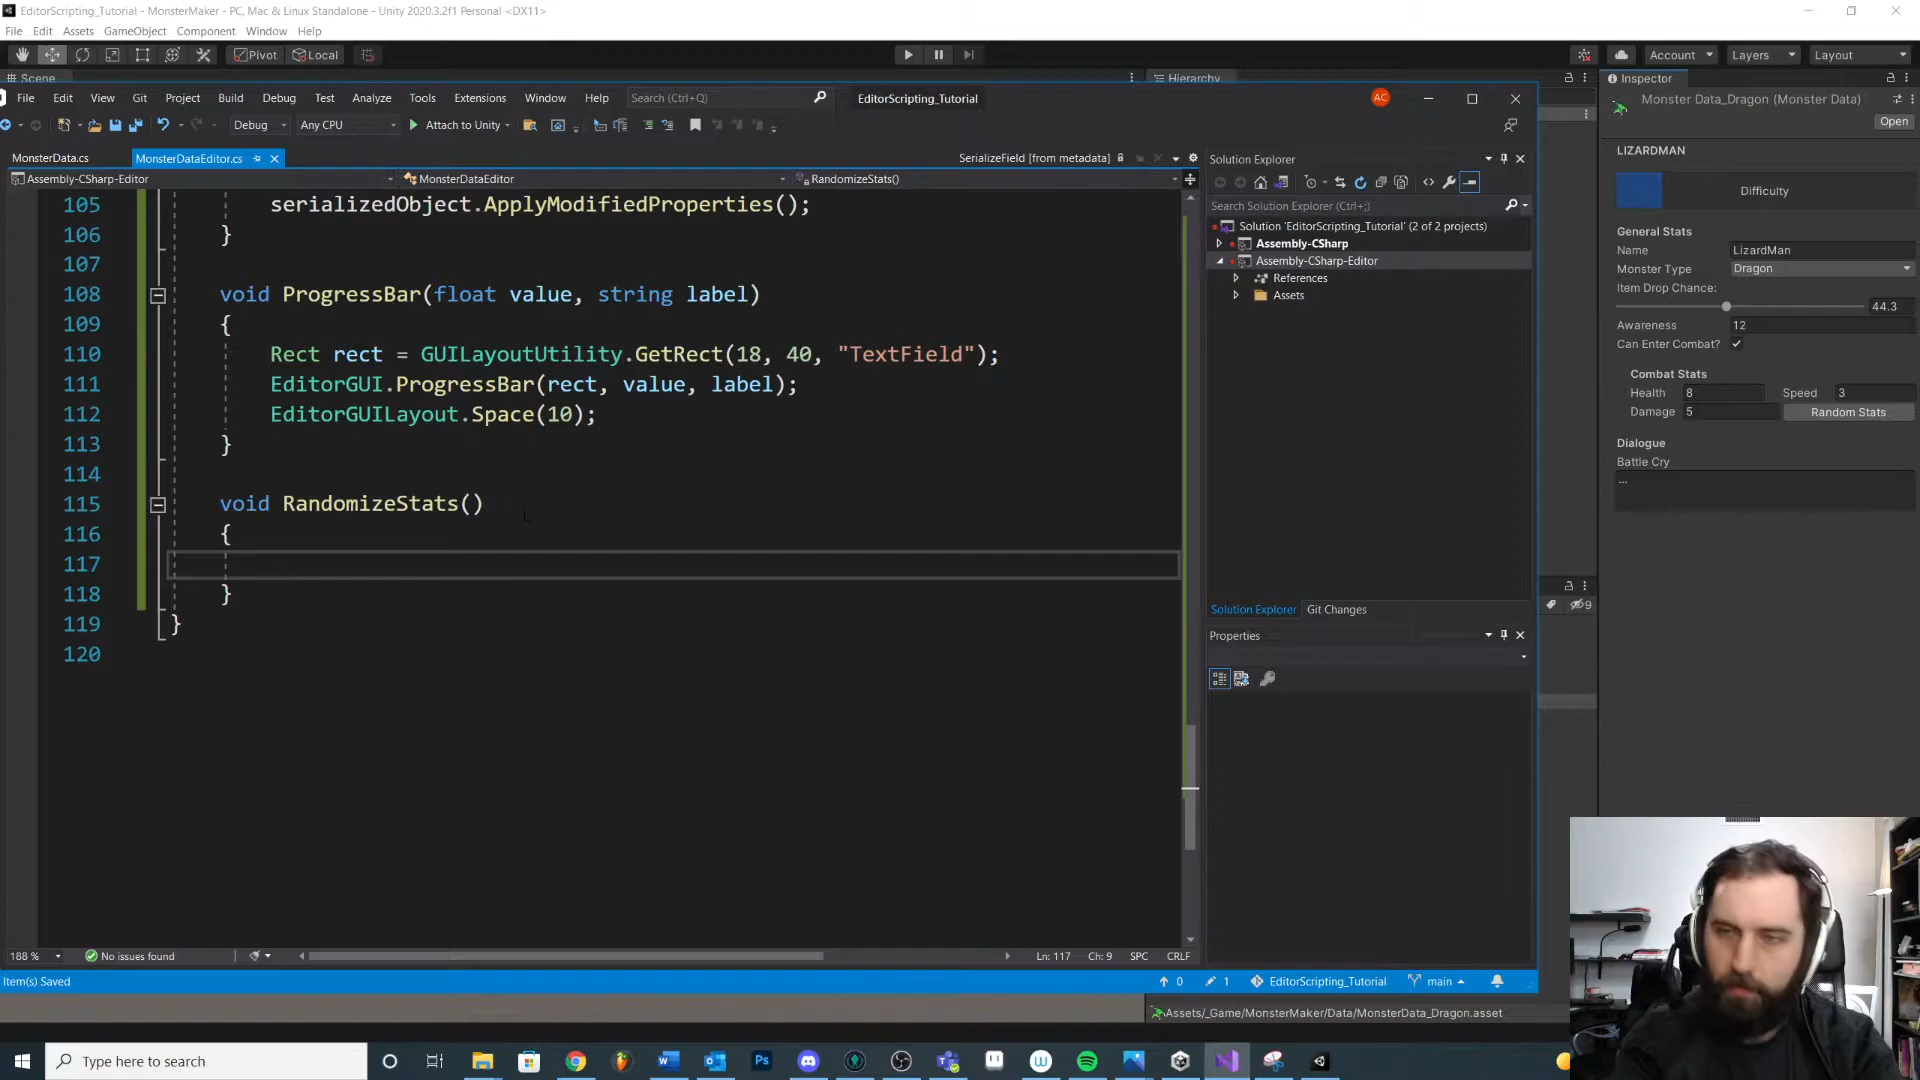 EditorScripting_Tutorial - MonsterMaker - PC, Mac & Linux Standalone - Unity 2020.3.2f1 Personal <DX11>
File Edit Assets GameObject Component Window Help
Pivot Local Account Layers Layout
Scene Hierarchy Inspector
File Edit View Git Project Build Debug Test Analyze Tools Extensions Window Help Search (Ctrl+Q) EditorScripting_Tutorial AC
Debug Any CPU Attach to Unity
MonsterData.cs MonsterDataEditor.cs SerializeField [from metadata]
Assembly-CSharp-Editor MonsterDataEditor RandomizeStats()
105 serializedObject.ApplyModifiedProperties();
106 }
107
108 void ProgressBar(float value, string label)
109 {
110 Rect rect = GUILayoutUtility.GetRect(18, 40, "TextField");
111 EditorGUI.ProgressBar(rect, value, label);
112 EditorGUILayout.Space(10);
113 }
114
115 void RandomizeStats()
116 {
117
118 }
119 }
120
188 % No issues found Ln: 117 Ch: 9 SPC CRLF
Item(s) Saved 0 1 EditorScripting_Tutorial main
Solution Explorer
Search Solution Explorer (Ctrl+;)
Solution 'EditorScripting_Tutorial' (2 of 2 projects)
Assembly-CSharp
Assembly-CSharp-Editor
References
Assets
Solution Explorer Git Changes
Properties
9
Monster Data_Dragon (Monster Data)
Open
LIZARDMAN
Difficulty
General Stats
Name LizardMan
Monster Type Dragon
Item Drop Chance:
44.3
Awareness 12
Can Enter Combat?
Combat Stats
Health 8 Speed 3
Damage 5 Random Stats
Dialogue
Battle Cry
...
Assets/_Game/MonsterMaker/Data/MonsterData_Dragon.asset
Type here to search